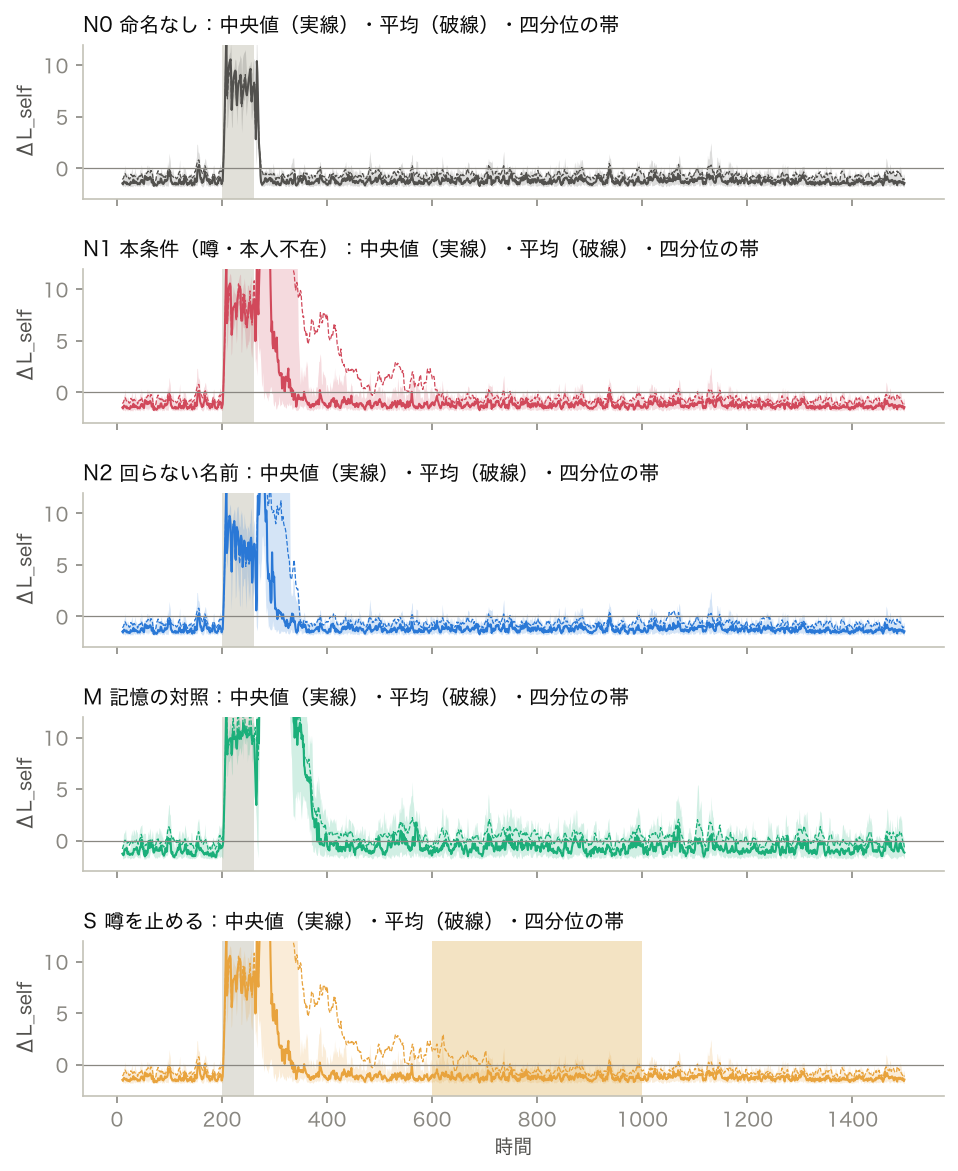 N0 命名なし：中央値（実線）・平均（破線）・四分位の帯
10
5
0
ΔL_self
N1 本条件（噂・本人不在）：中央値（実線）・平均（破線）・四分位の帯
10
5
0
ΔL_self
N2 回らない名前：中央値（実線）・平均（破線）・四分位の帯
10
5
0
ΔL_self
M 記憶の対照：中央値（実線）・平均（破線）・四分位の帯
10
5
0
ΔL_self
S 噂を止める：中央値（実線）・平均（破線）・四分位の帯
10
5
0
ΔL_self
0 200 400 600 800 1000 1200 1400
時間